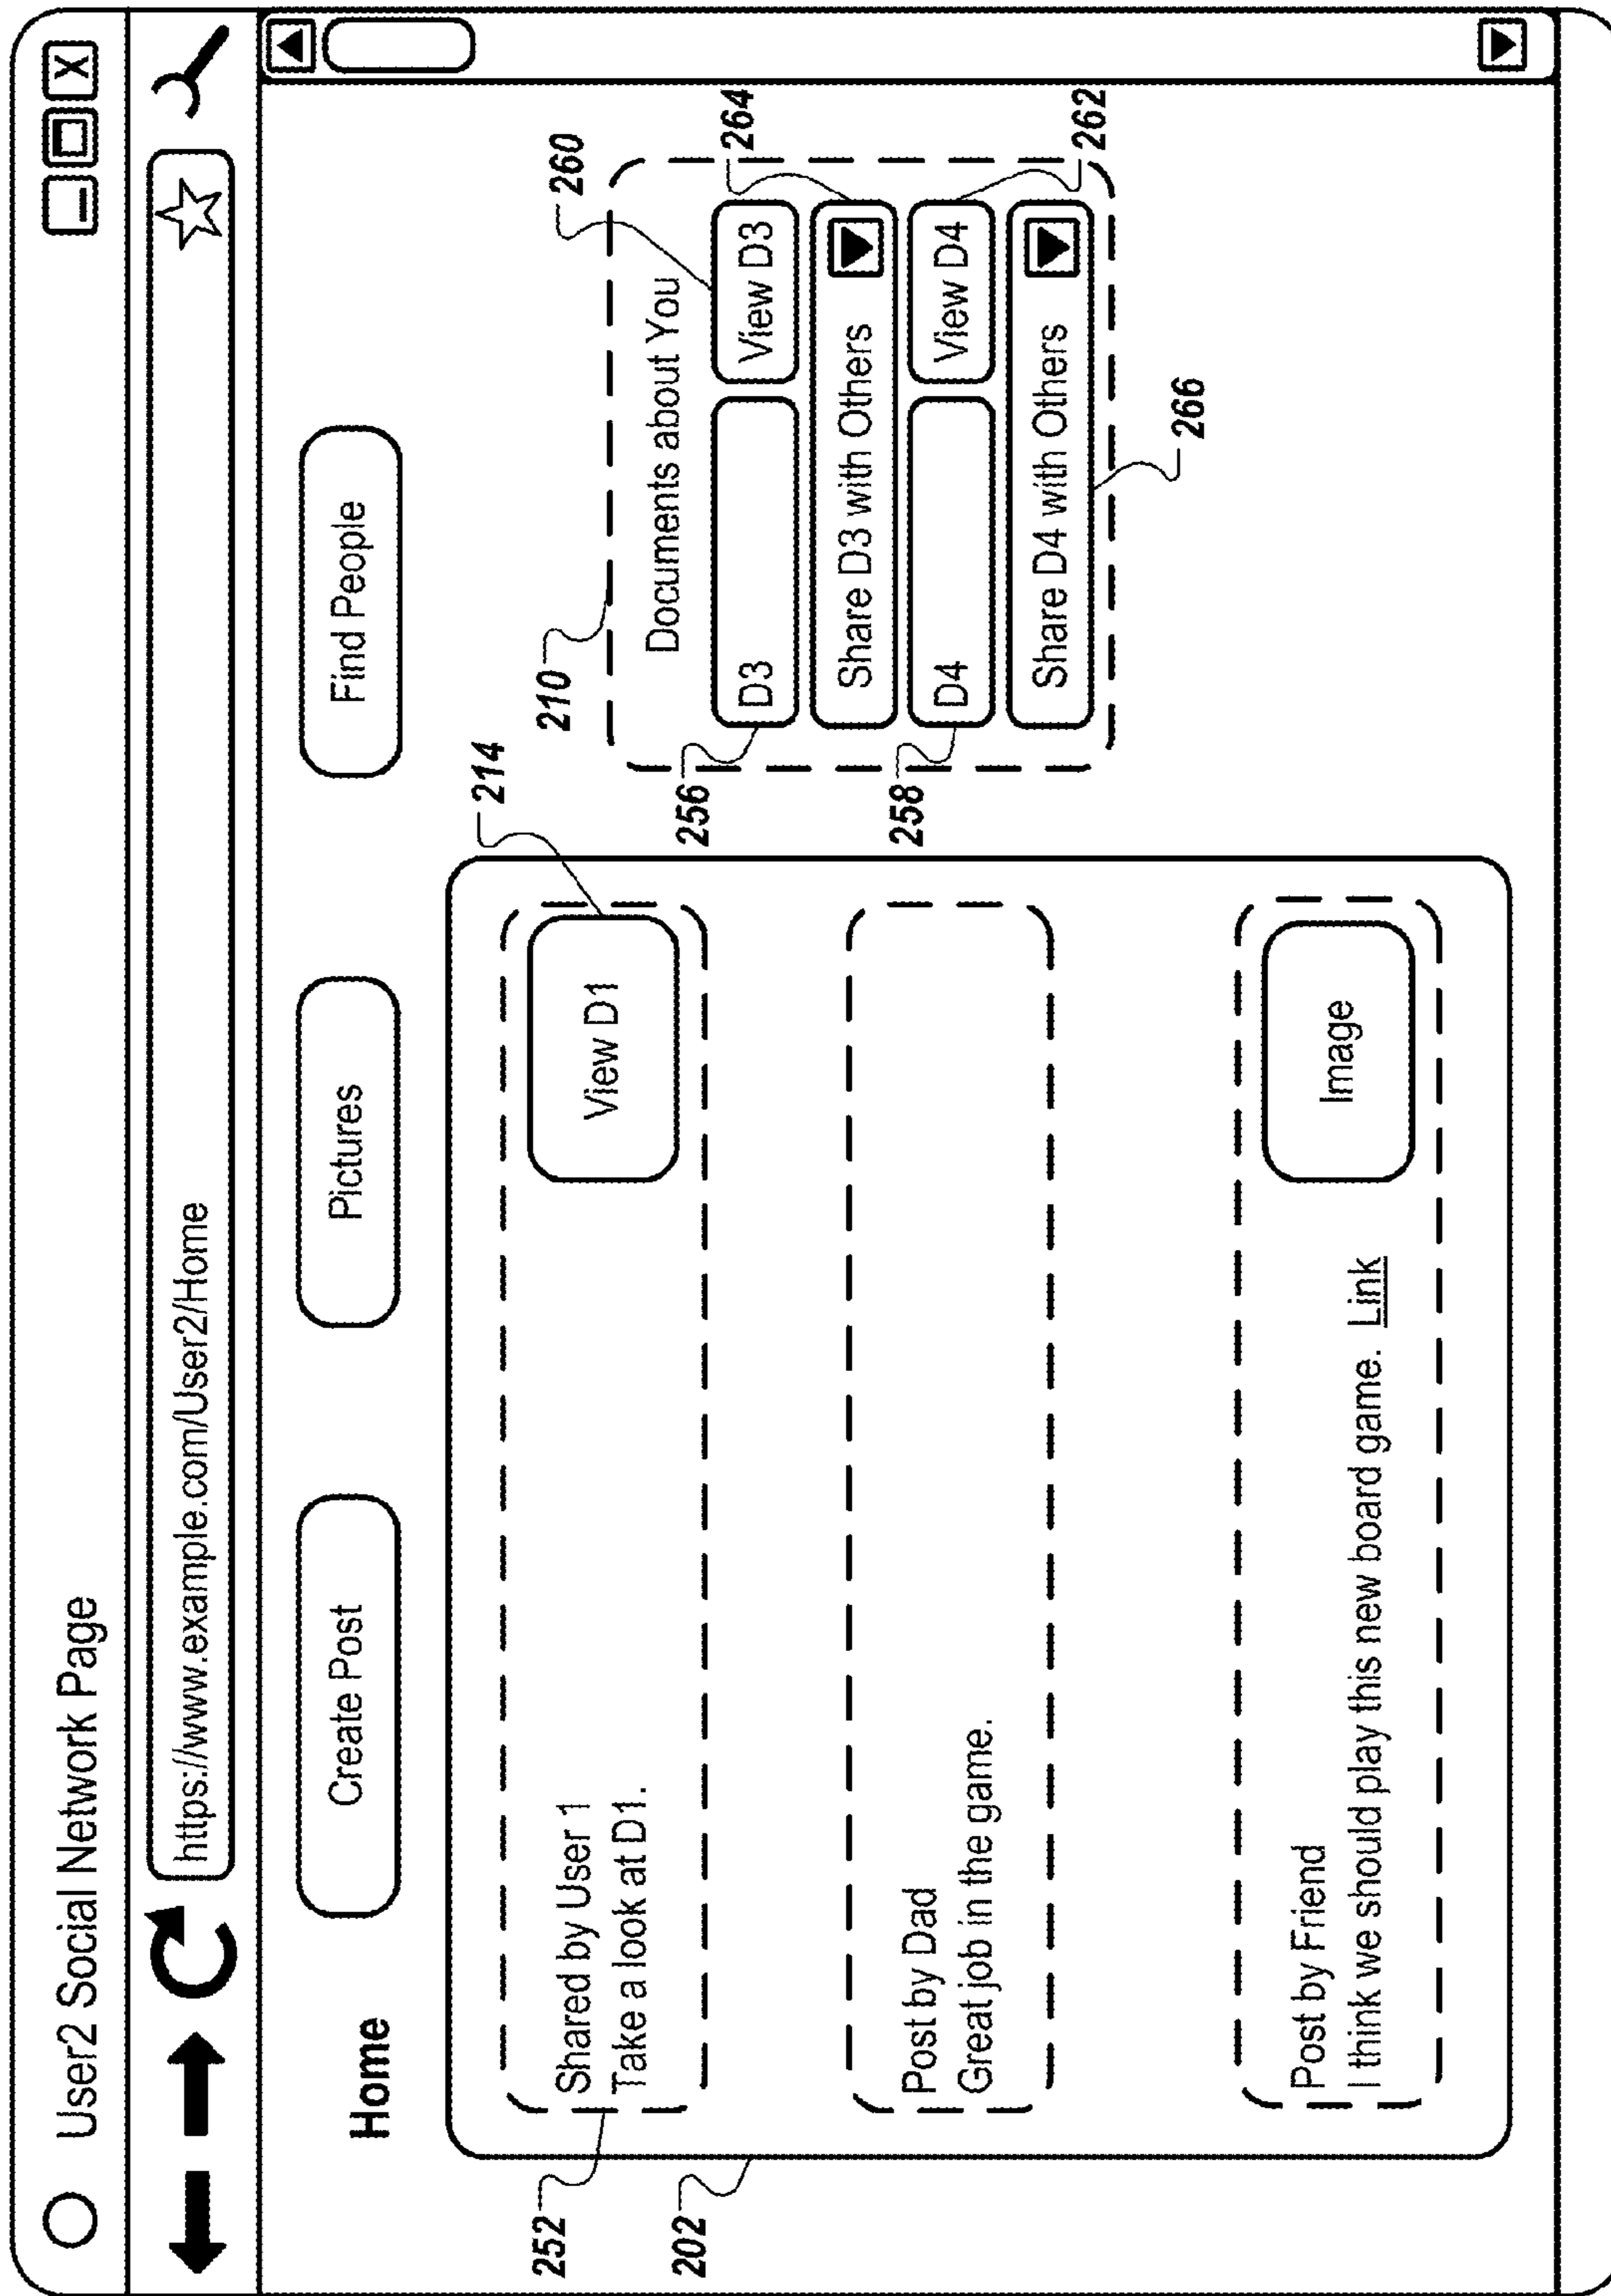 User2 Social Network Page
X
https://www.example.com/User2/Home
Home
Create Post
Pictures
Find People
252
Shared by User 1
Take a look at D1.
View D1
214
202
Post by Dad
Great job in the game.
Post by Friend
I think we should play this new board game. Link
Image
210
260
Documents about You
256
D3
View D3
264
Share D3 with Others
258
D4
View D4
262
Share D4 with Others
266